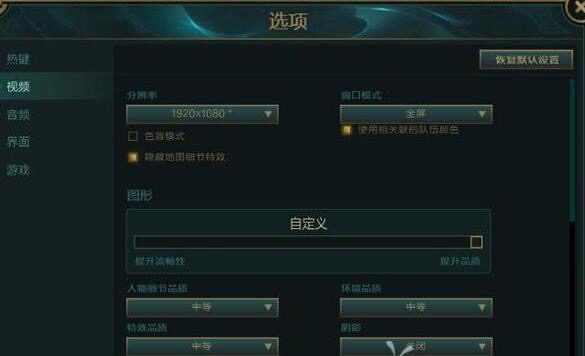 选项
热键
视频
音频
界面
游戏
恢复默认设置
分辨率
窗口模式
1920x1080 *
全屏
色盲模式
使用相关联的队伍颜色
隐藏地图细节特效
图形
自定义
提升流畅性
提升品质
人物细节品质
环境品质
中等
中等
特效品质
阴影
中等
关闭